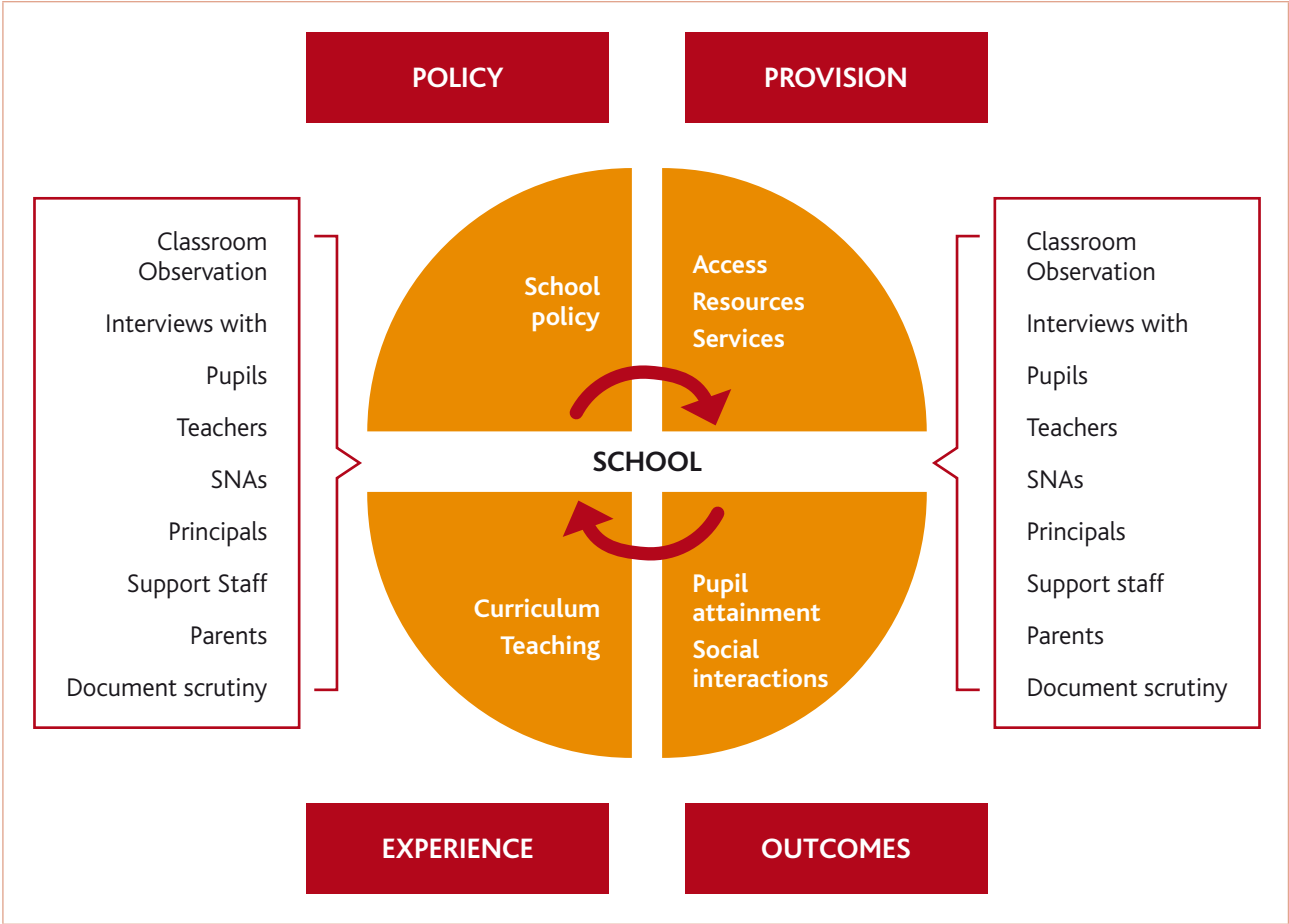 POLICY
PROVISION
Classroom
Observation
Interviews with
Pupils
Teachers
SNAs
Principals
Support Staff
Parents
Document scrutiny
School
policy
Access
Resources
Services
SCHOOL
Curriculum
Teaching
Pupil
attainment
Social
interactions
Classroom
Observation
Interviews with
Pupils
Teachers
SNAs
Principals
Support staff
Parents
Document scrutiny
EXPERIENCE
OUTCOMES